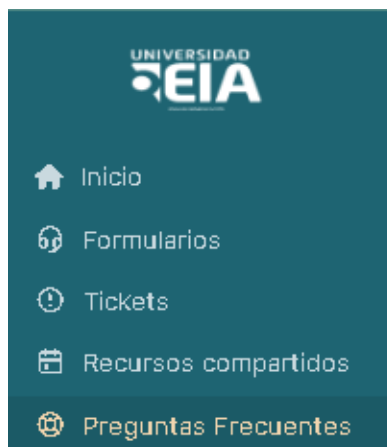 UNIVERSIDAD
EIA
Inicio
Formularios
Tickets
Recursos compartidos
Preguntas Frecuentes